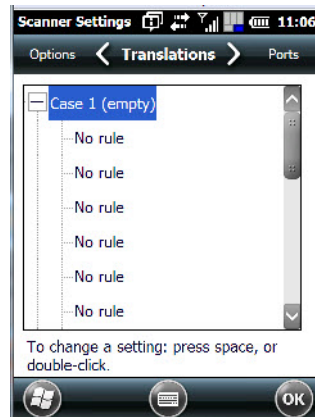 Scanner Settings 11:06
Options Translations Ports
Case 1 (empty)
No rule
No rule
No rule
No rule
No rule
No rule
To change a setting: press space, or
double-click.
OK